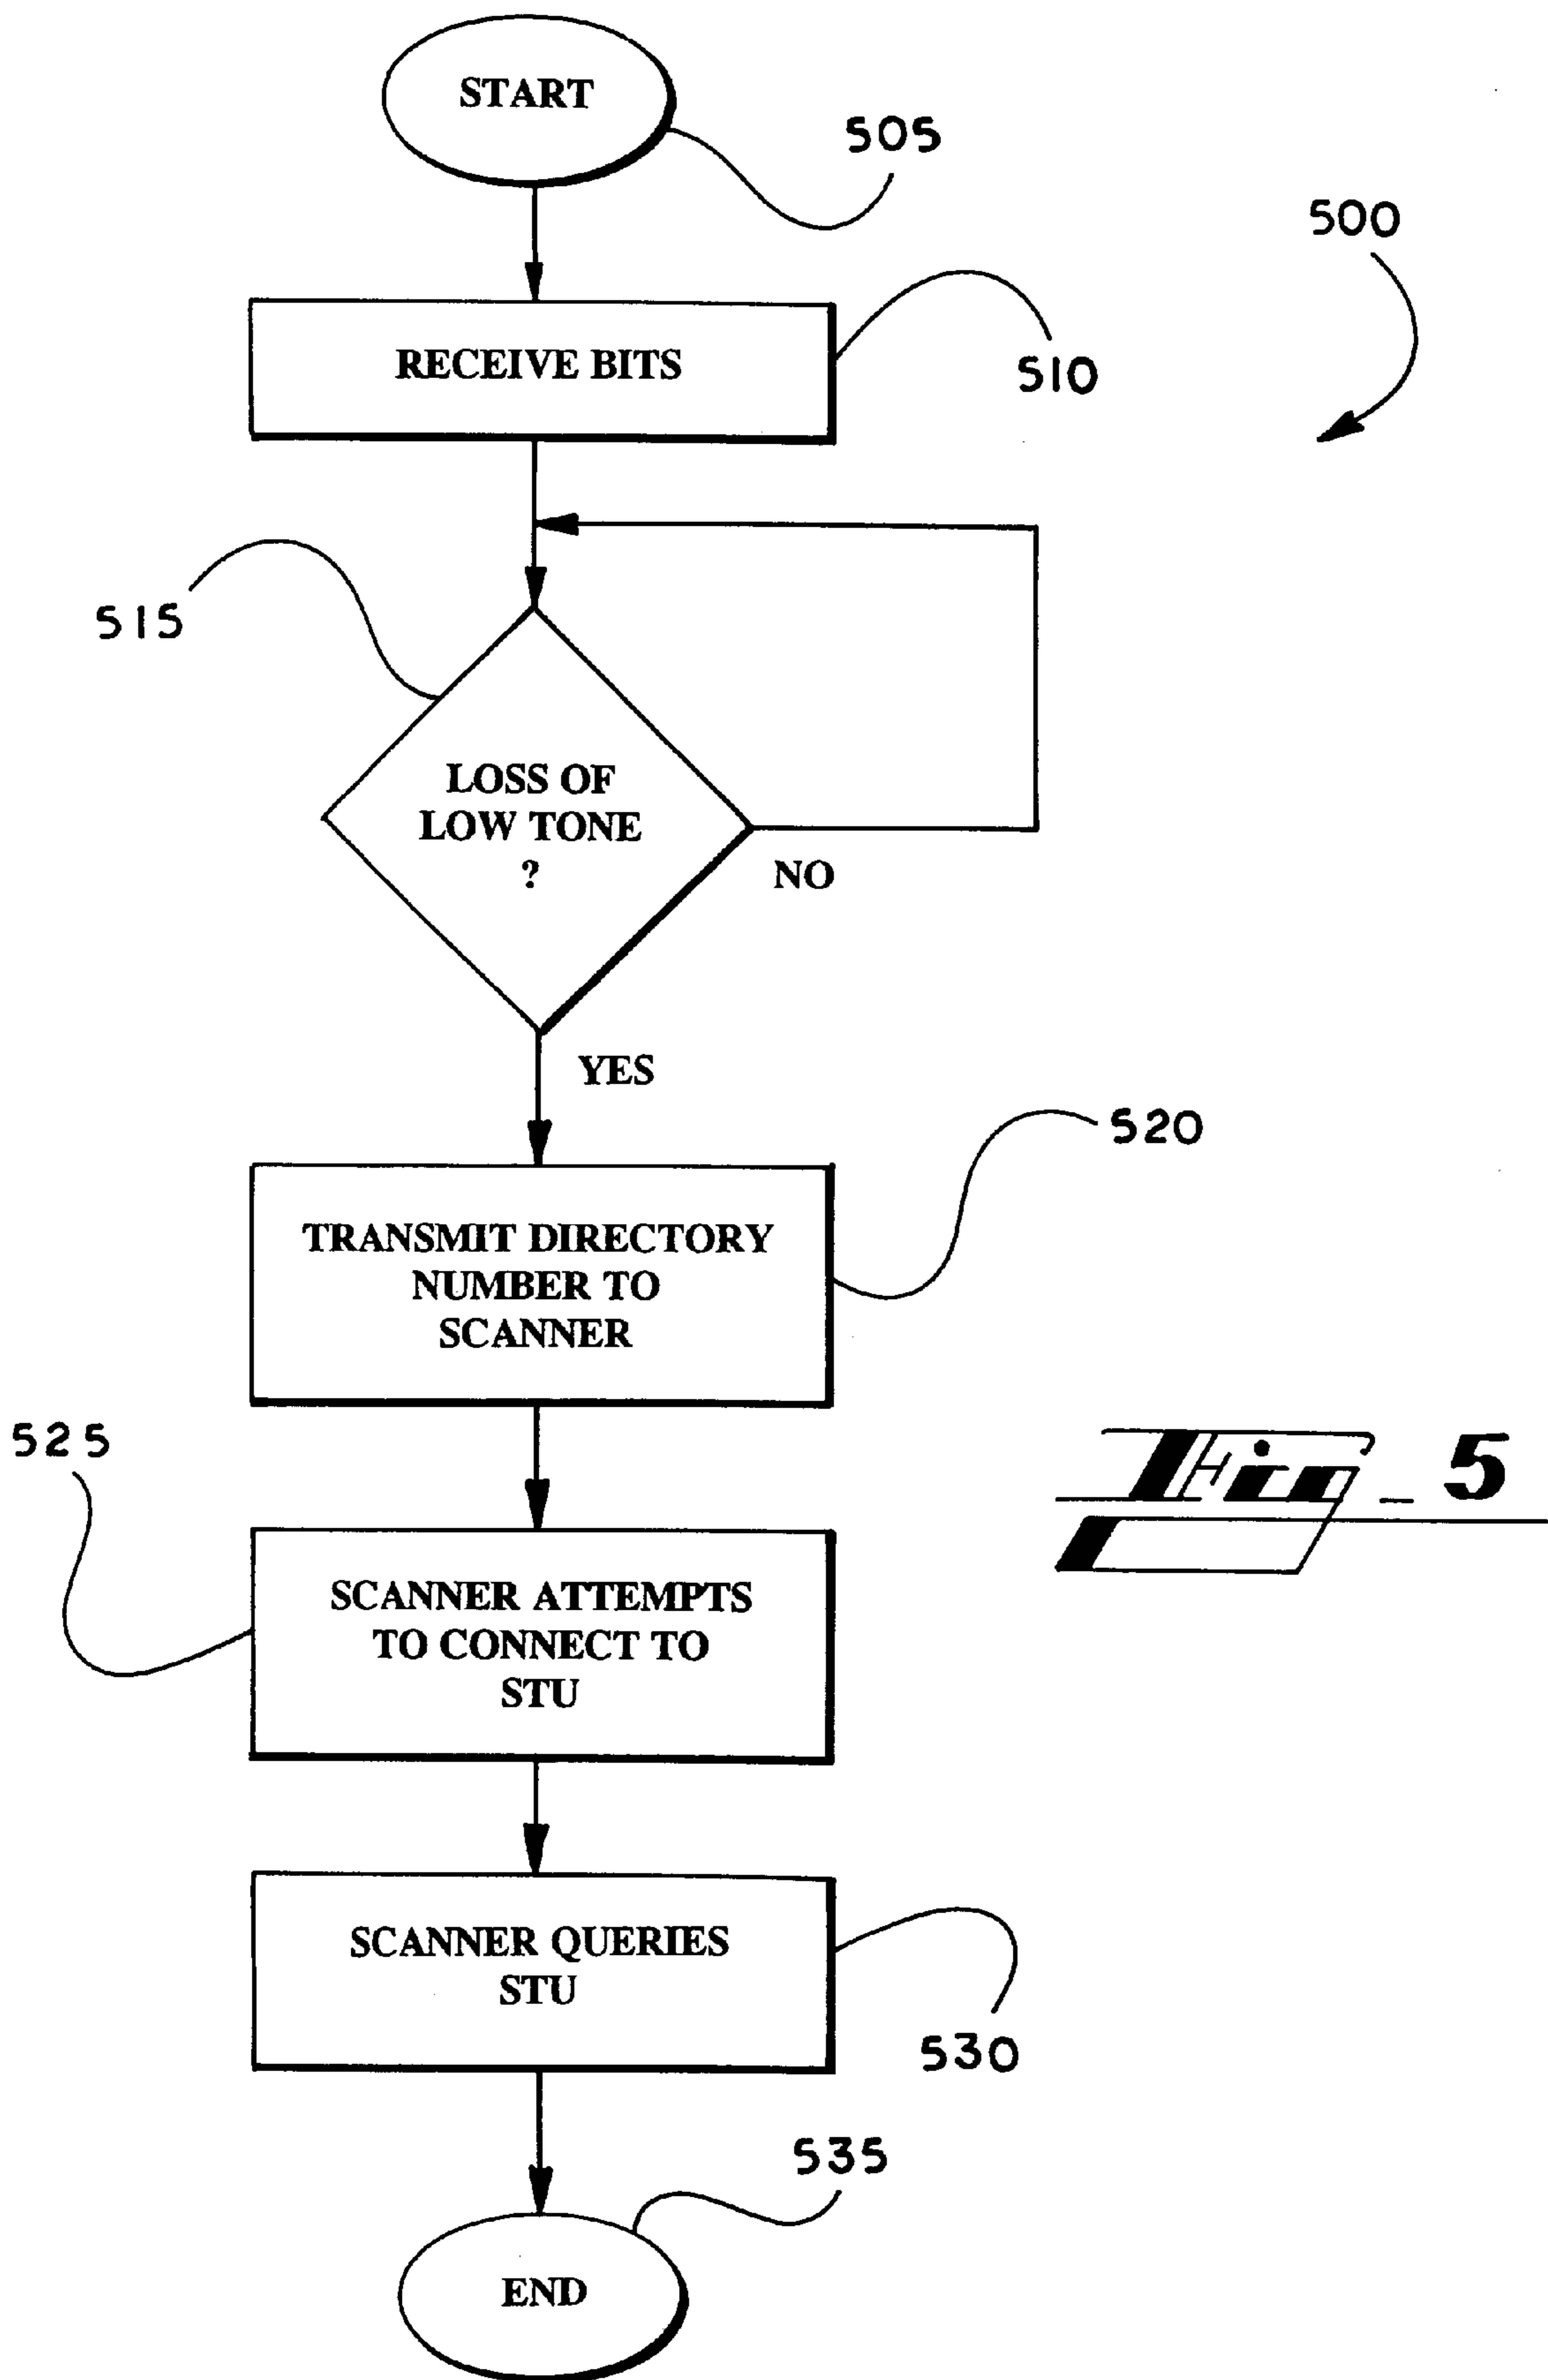 START
505
500
RECEIVE BITS
510
515
LOSS OF
LOW TONE
?
NO
YES
520
TRANSMIT DIRECTORY
NUMBER TO
SCANNER
525
Fig_5
SCANNER ATTEMPTS
TO CONNECT TO
STU
SCANNER QUERIES
STU
530
535
END